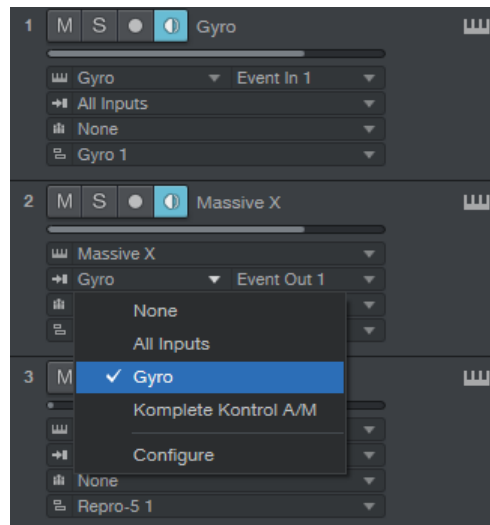 1 M S Gyro
Gyro Event In 1
All Inputs
None
Gyro 1
2 M S Massive X
Massive X
Gyro Event Out 1
None
All Inputs
3 M Gyro
Komplete Kontrol A/M
Configure
None
Repro-5 1